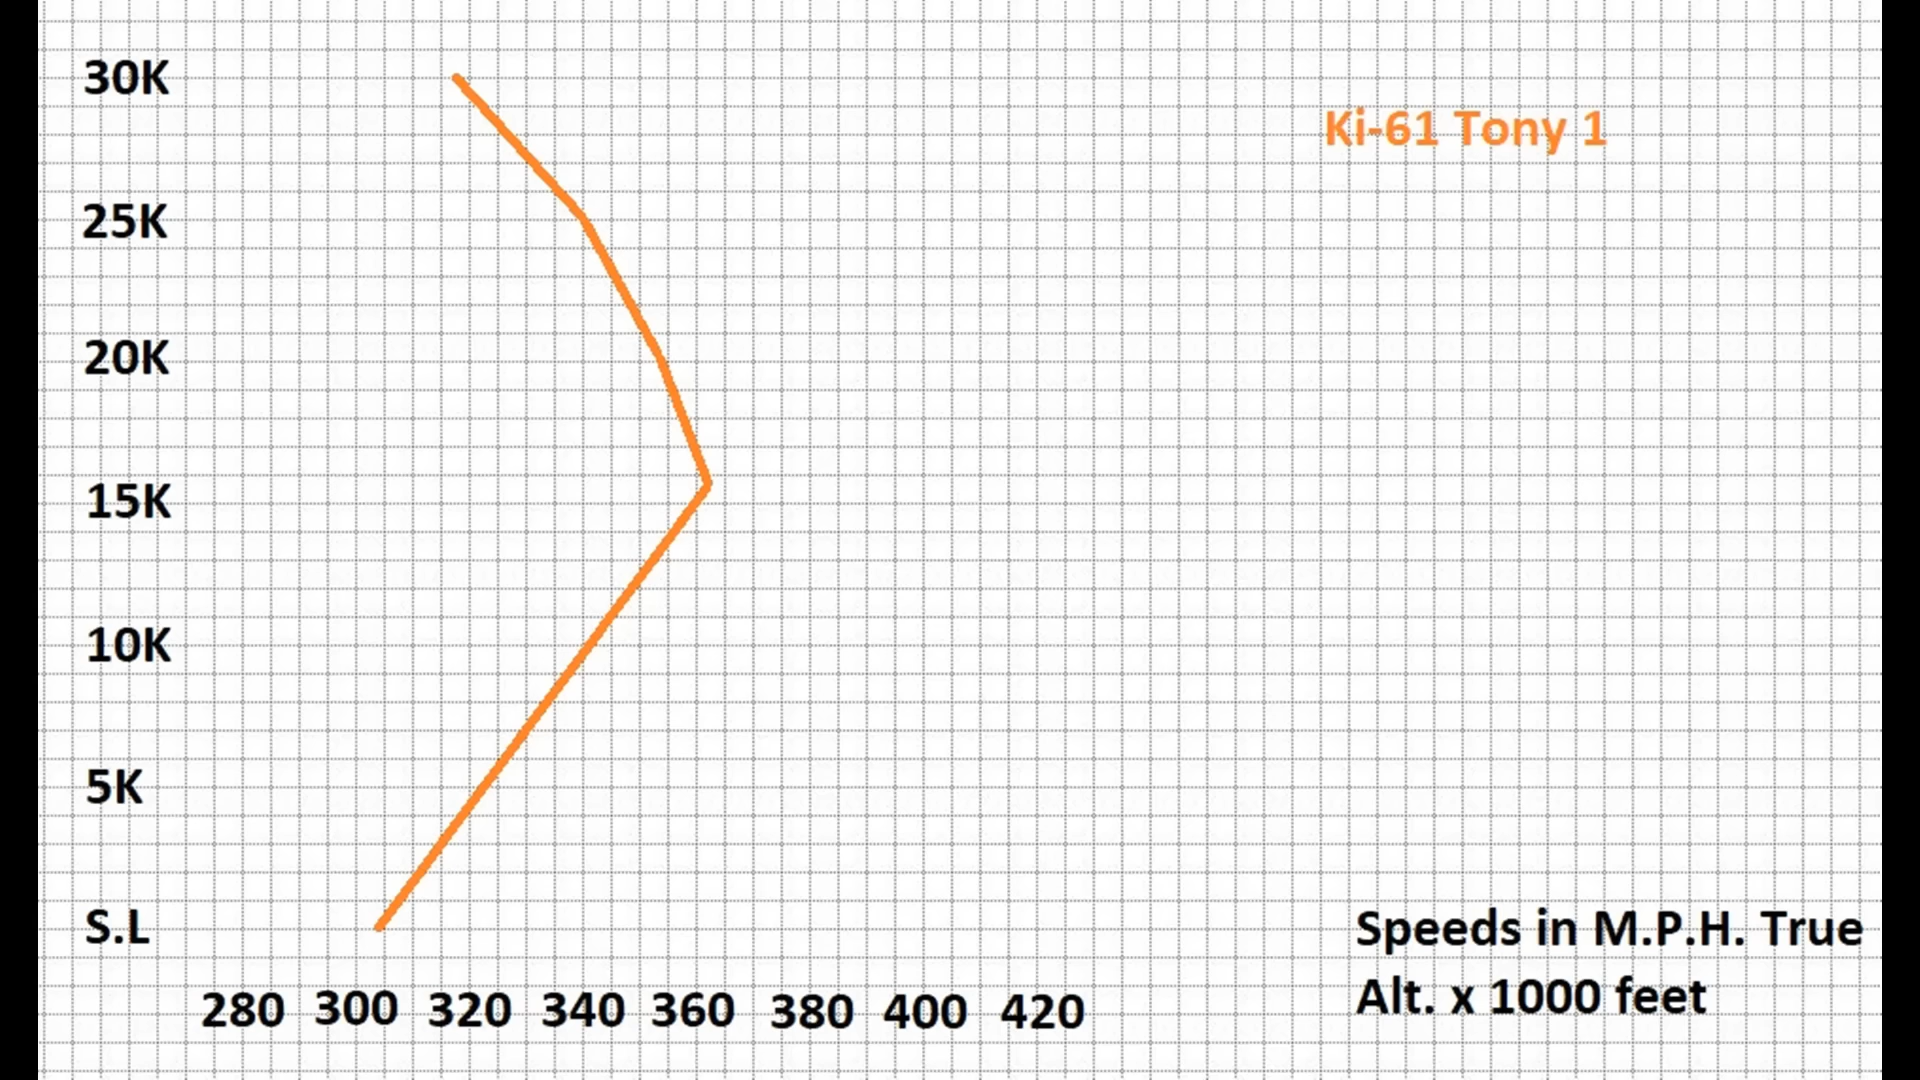 30K
Ki-61 Tony 1
25K
20K
15K
10K
5K
S.L
Speeds in M.P.H. True
Alt. x 1000 feet
280 300 320 340 360 380 400 420